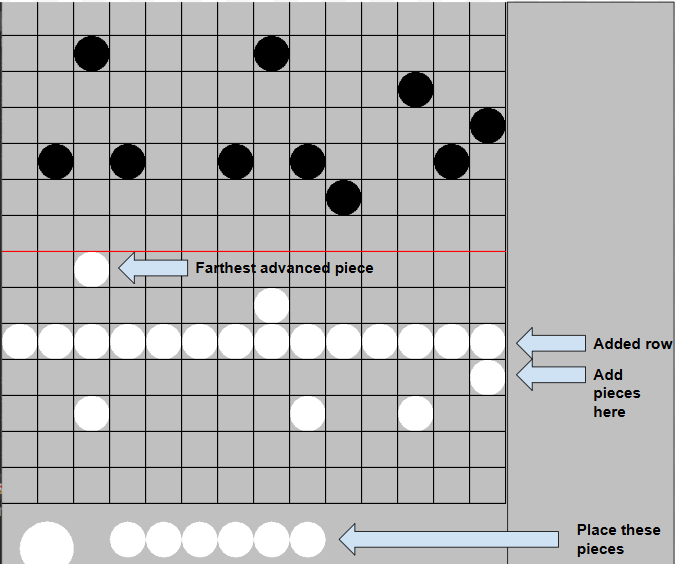 Farthest advanced piece
Added row
Add
pieces
here
Place these
pieces